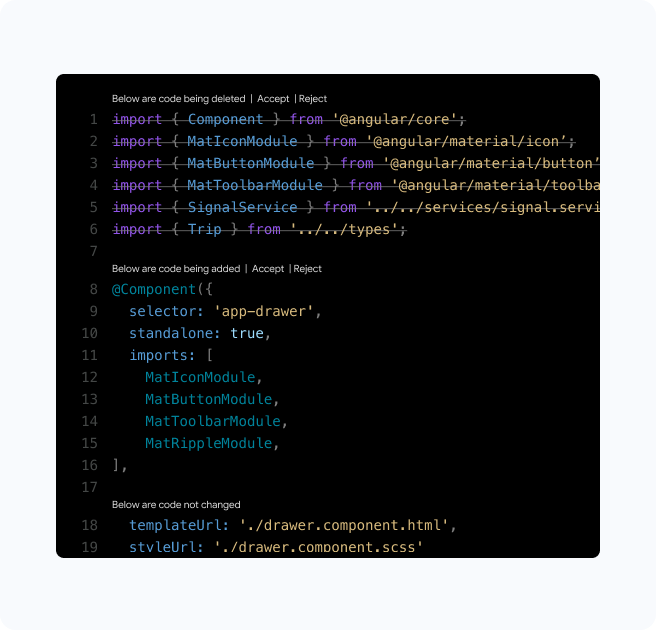 Below are code being deleted | Accept | Reject
1 import { Component } from '@angular/core';
2 import { MatIconModule } from '@angular/material/icon’;
3 import { MatButtonModule } from '@angular/material/button’
4 import { MatToolbarModule } from '@angular/material/toolba
5 import { SignalService } from '../../services/signal.servi
6 import { Trip } from '../../types';
7
Below are code being added | Accept | Reject
8 @Component({
9 selector: 'app-drawer',
10 standalone: true,
11 imports: [
12 MatIconModule,
13 MatButtonModule,
14 MatToolbarModule,
15 MatRippleModule,
16 ],
17
Below are code not changed
18 templateUrl: './drawer.component.html',
19 styleUrl: './drawer.component.scss'